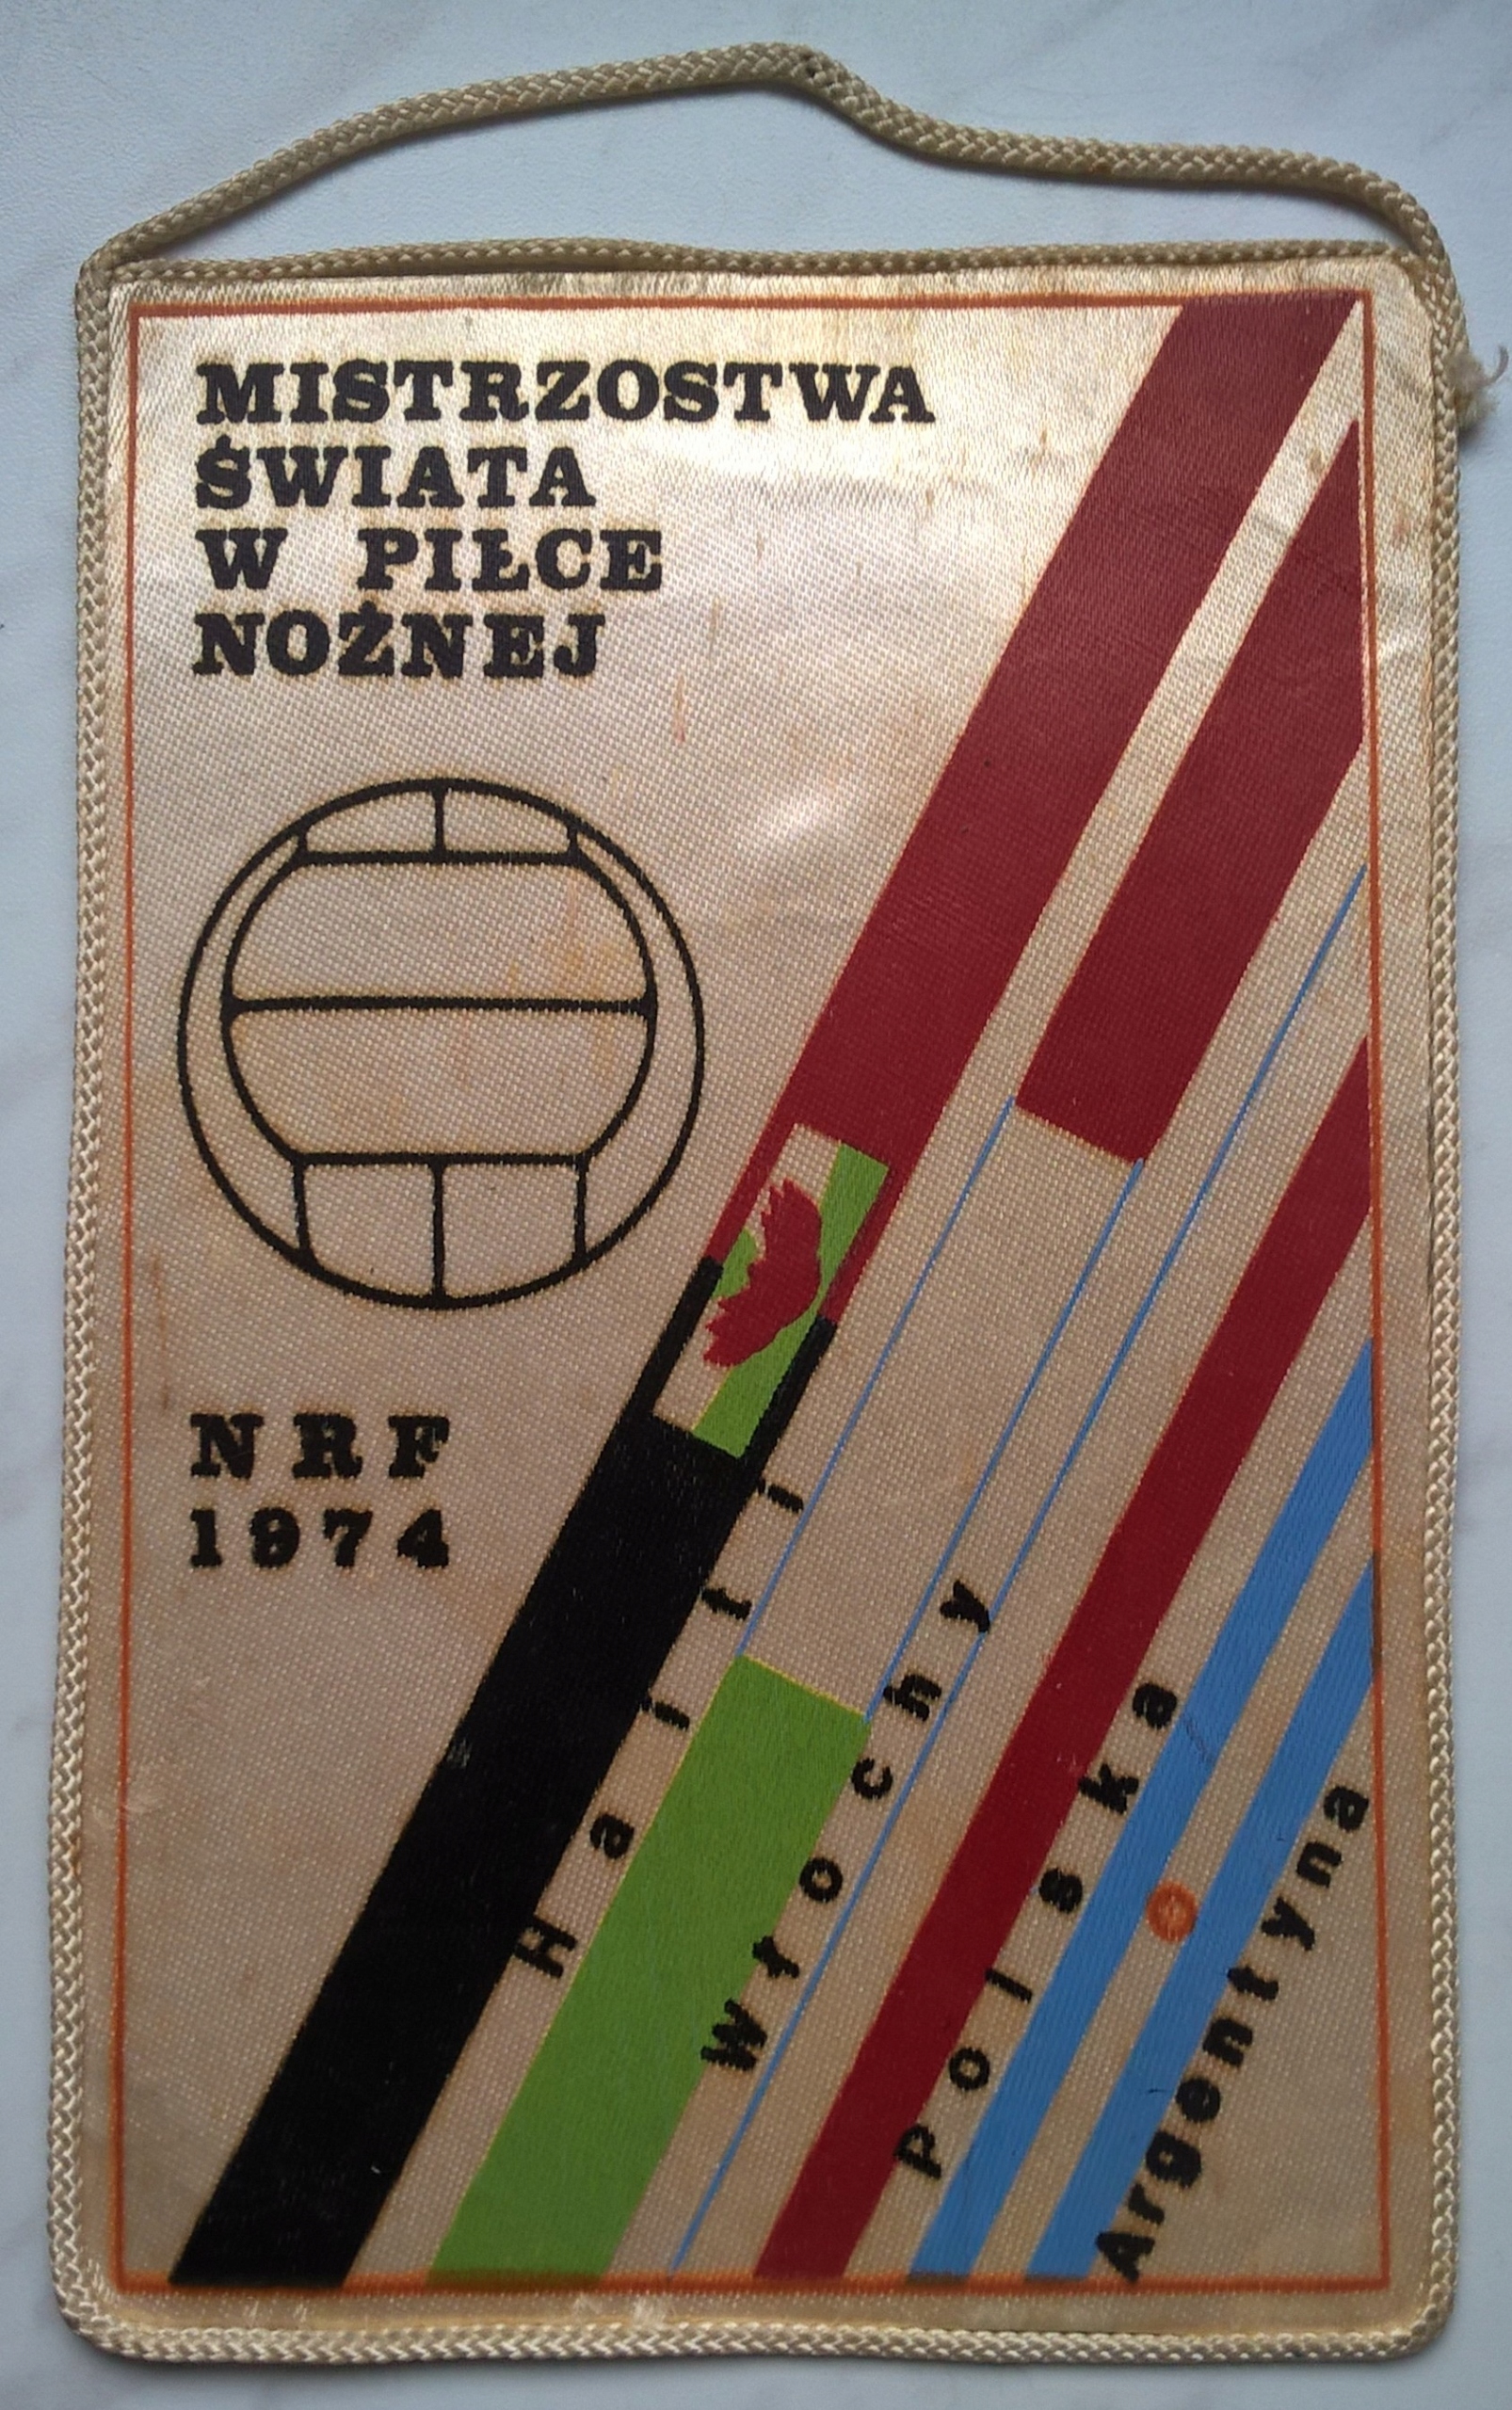 MISTRZOSTWA
ŚWIATA
W PIŁCE
NOŻNEJ
NRF
1974
Haiti
Włochy
Polska
Argentyna